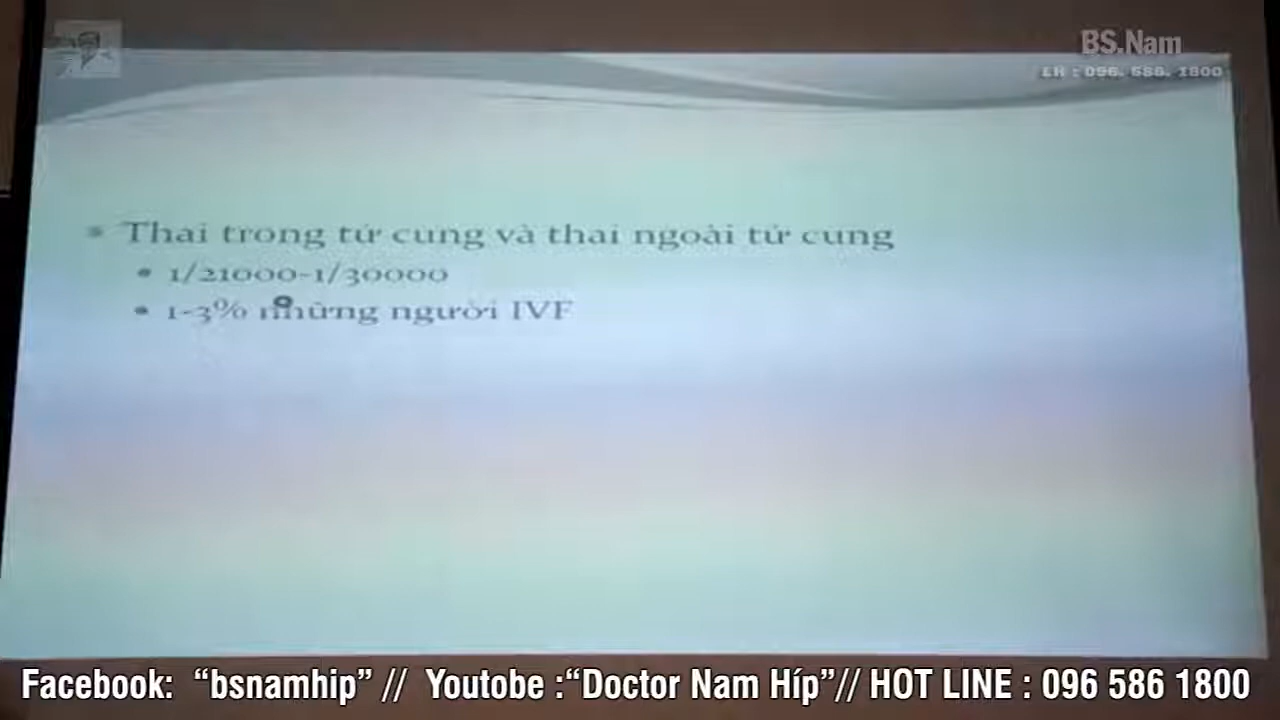 BS.Nam
LH : 096. 586. 1800
Thai trong tử cung và thai ngoài tử cung
1/21000-1/30000
1-3% những người IVF
Facebook: “bsnamhip” // Youtobe :“Doctor Nam Híp”// HOT LINE : 096 586 1800